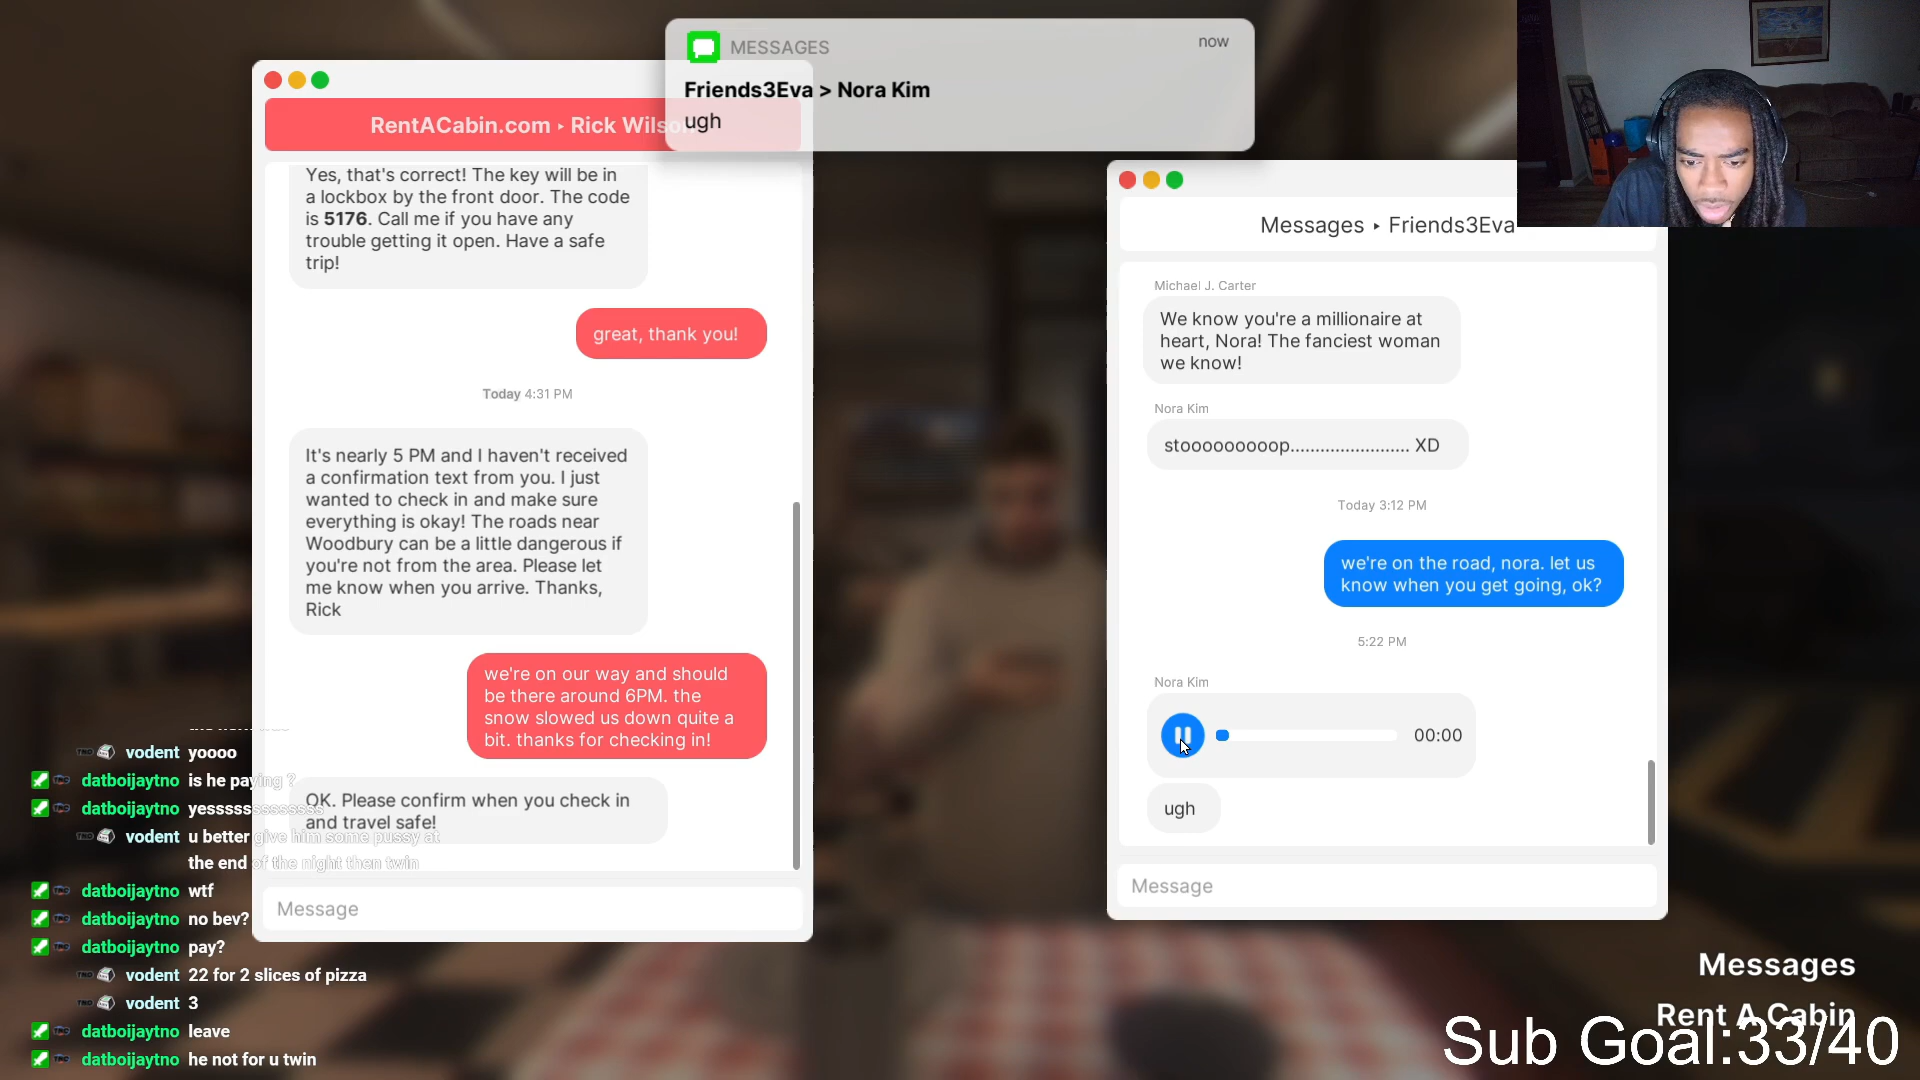 MESSAGES
now
Friends3Eva > Nora Kim
ugh
RentACabin.com ‣ Rick Wilson
Yes, that's correct! The key will be in
a lockbox by the front door. The code
is 5176. Call me if you have any
trouble getting it open. Have a safe
trip!
great, thank you!
Today 4:31 PM
It's nearly 5 PM and I haven't received
a confirmation text from you. I just
wanted to check in and make sure
everything is okay! The roads near
Woodbury can be a little dangerous if
you're not from the area. Please let
me know when you arrive. Thanks,
Rick
we're on our way and should
be there around 6PM. the
snow slowed us down quite a
bit. thanks for checking in!
OK. Please confirm when you check in
and travel safe!
Message
Messages ‣ Friends3Eva
Michael J. Carter
We know you're a millionaire at
heart, Nora! The fanciest woman
we know!
Nora Kim
stooooooooop........................ XD
Today 3:12 PM
we're on the road, nora. let us
know when you get going, ok?
5:22 PM
Nora Kim
00:00
ugh
Message
vodent yoooo
datboijaytno is he paying ?
datboijaytno yesssssssssssss
vodent u better give him some pussy at
the end of the night then twin
datboijaytno wtf
datboijaytno no bev?
datboijaytno pay?
vodent 22 for 2 slices of pizza
vodent 3
datboijaytno leave
datboijaytno he not for u twin
Messages
Rent A Cabin
Sub Goal:33/40